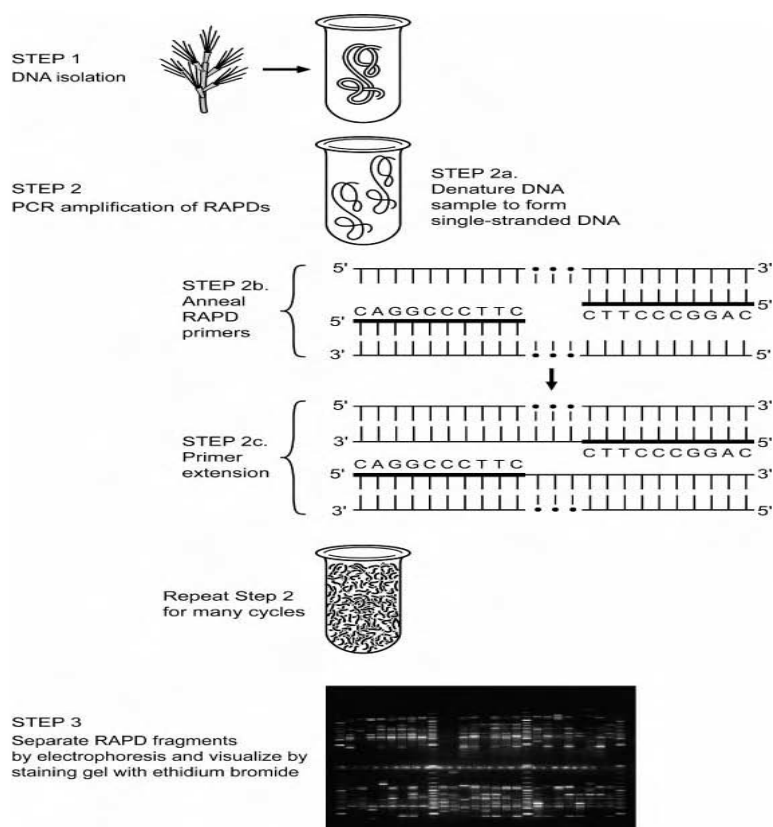 STEP 1
DNA isolation
STEP 2
PCR amplification of RAPDs
STEP 2a.
Denature DNA
sample to form
single-stranded DNA
STEP 2b.
Anneal
RAPD
primers
5' 3'
CAGGCCCTTC
5'
5'
CTTCCCGGAC
3' 5'
STEP 2c.
Primer
extension
5' 3'
3' 5'
CTTCCCGGAC
CAGGCCCTTC
5' 3'
3' 5'
Repeat Step 2
for many cycles
STEP 3
Separate RAPD fragments
by electrophoresis and visualize by
staining gel with ethidium bromide